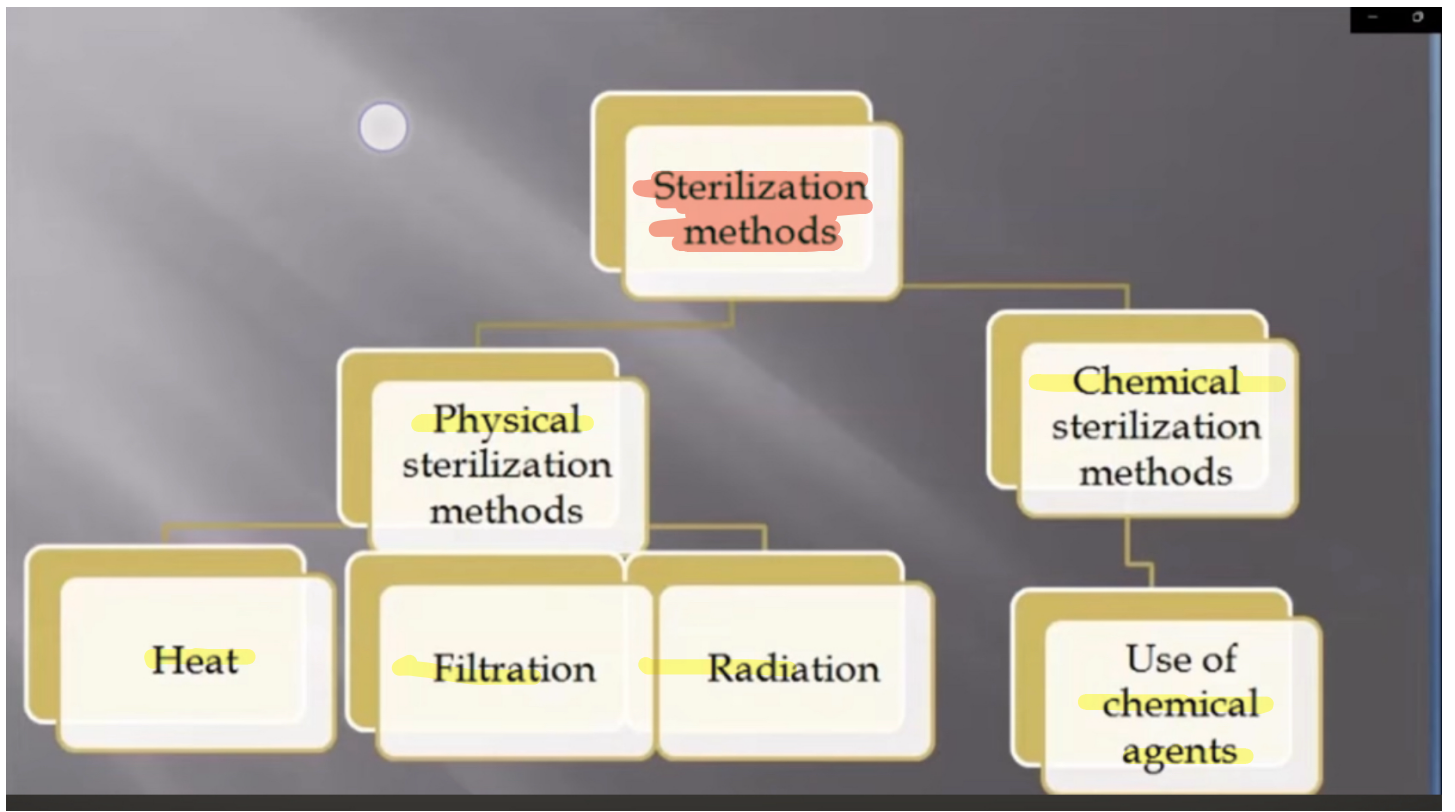 Sterilization
methods
Physical
sterilization
methods
Chemical
sterilization
methods
Heat
Filtration
Radiation
Use of
chemical
agents